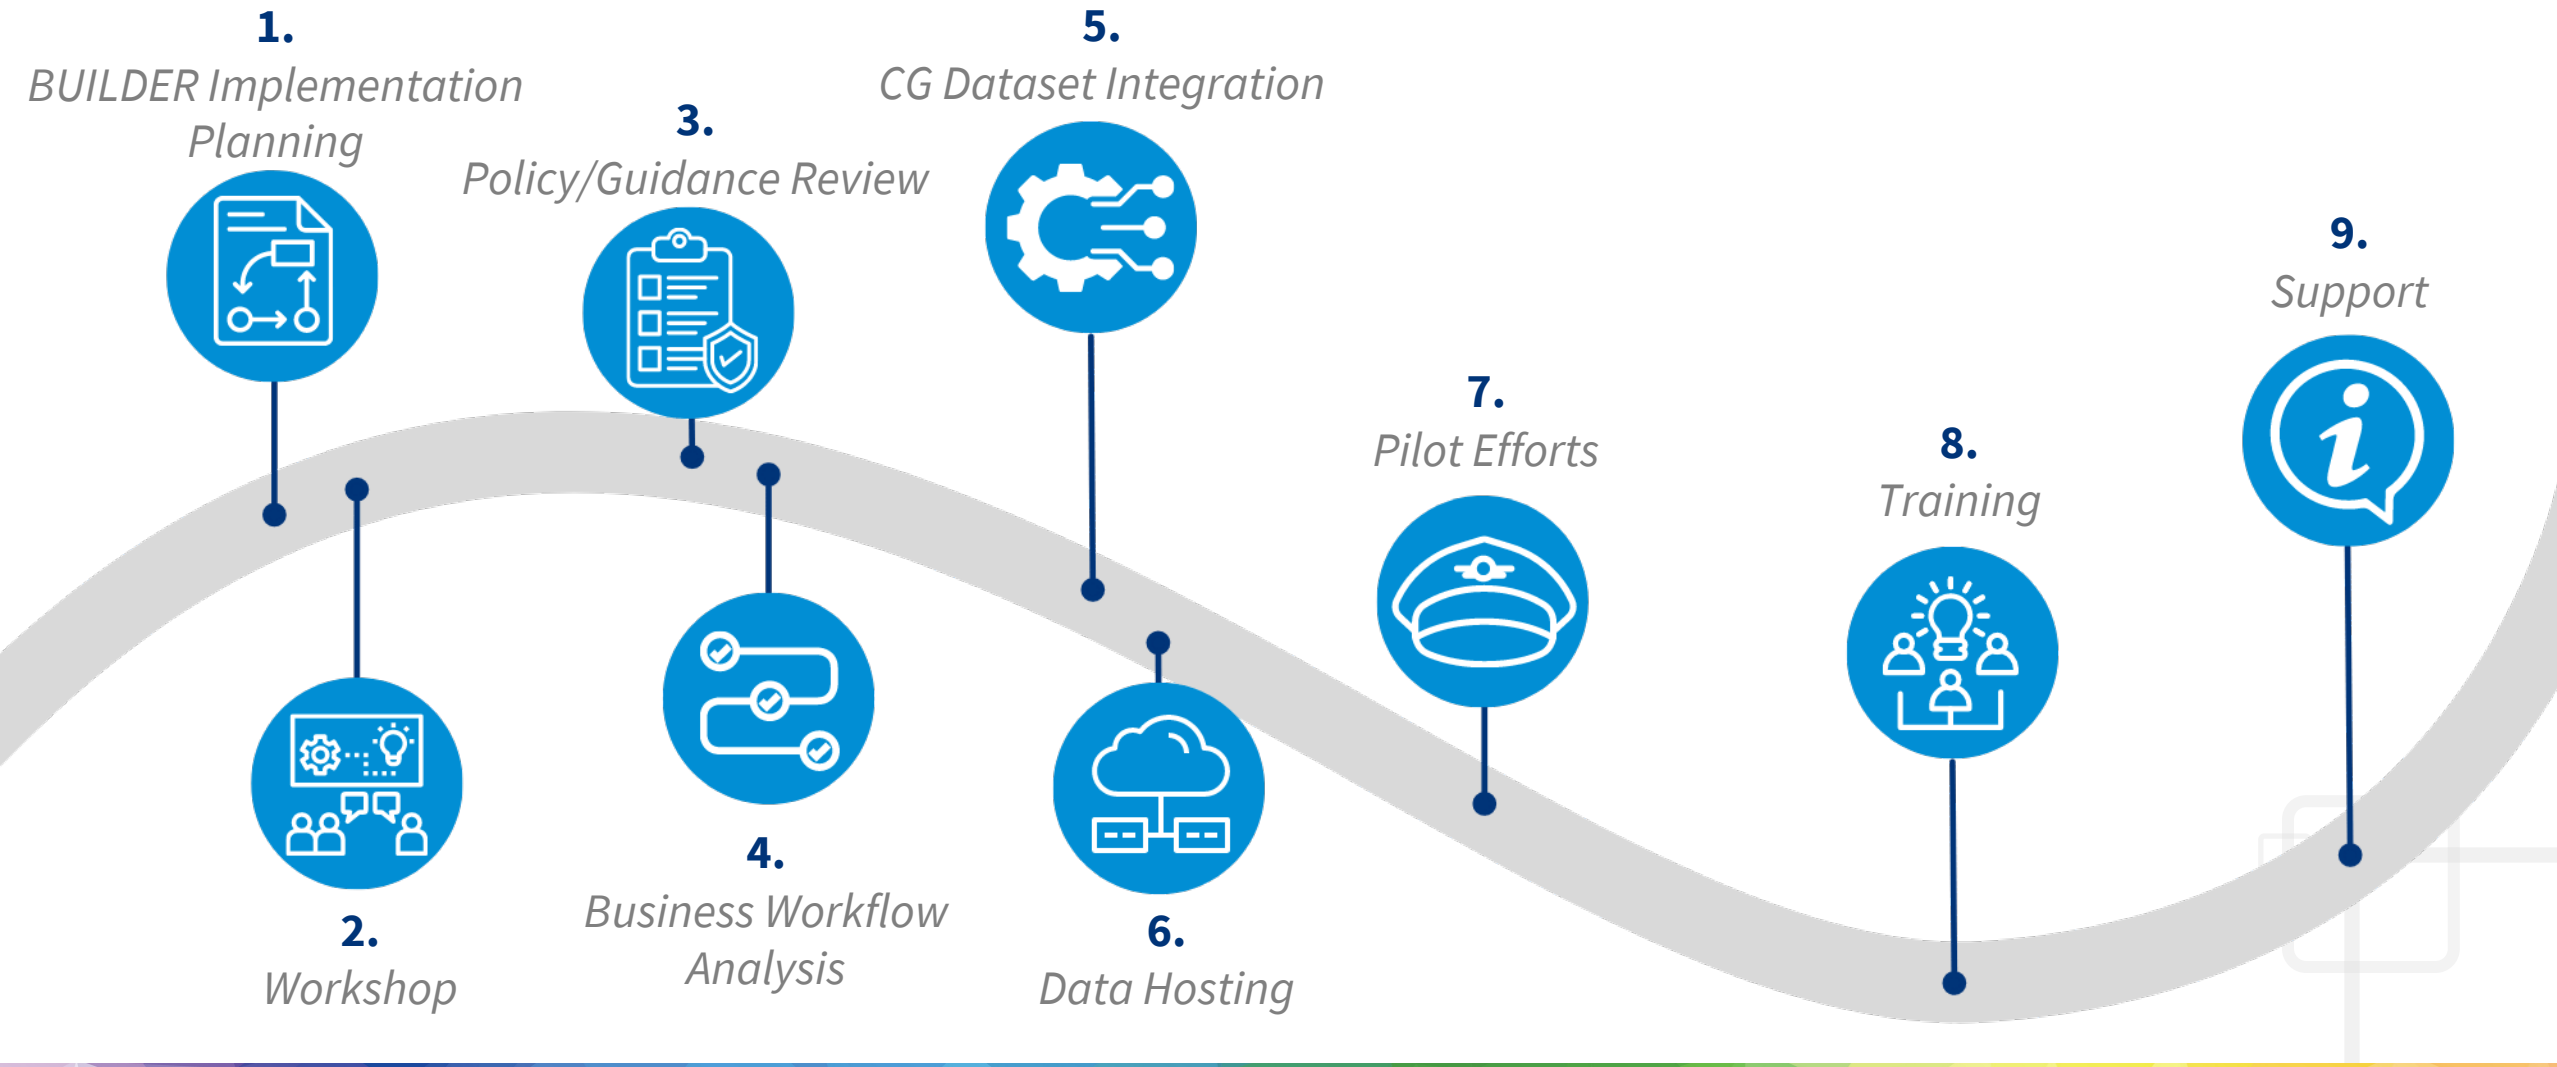 1.
BUILDER Implementation
Planning
2.
Workshop
3.
Policy/Guidance Review
4.
Business Workflow
Analysis
5.
CG Dataset Integration
6.
Data Hosting
7.
Pilot Efforts
8.
Training
9.
Support